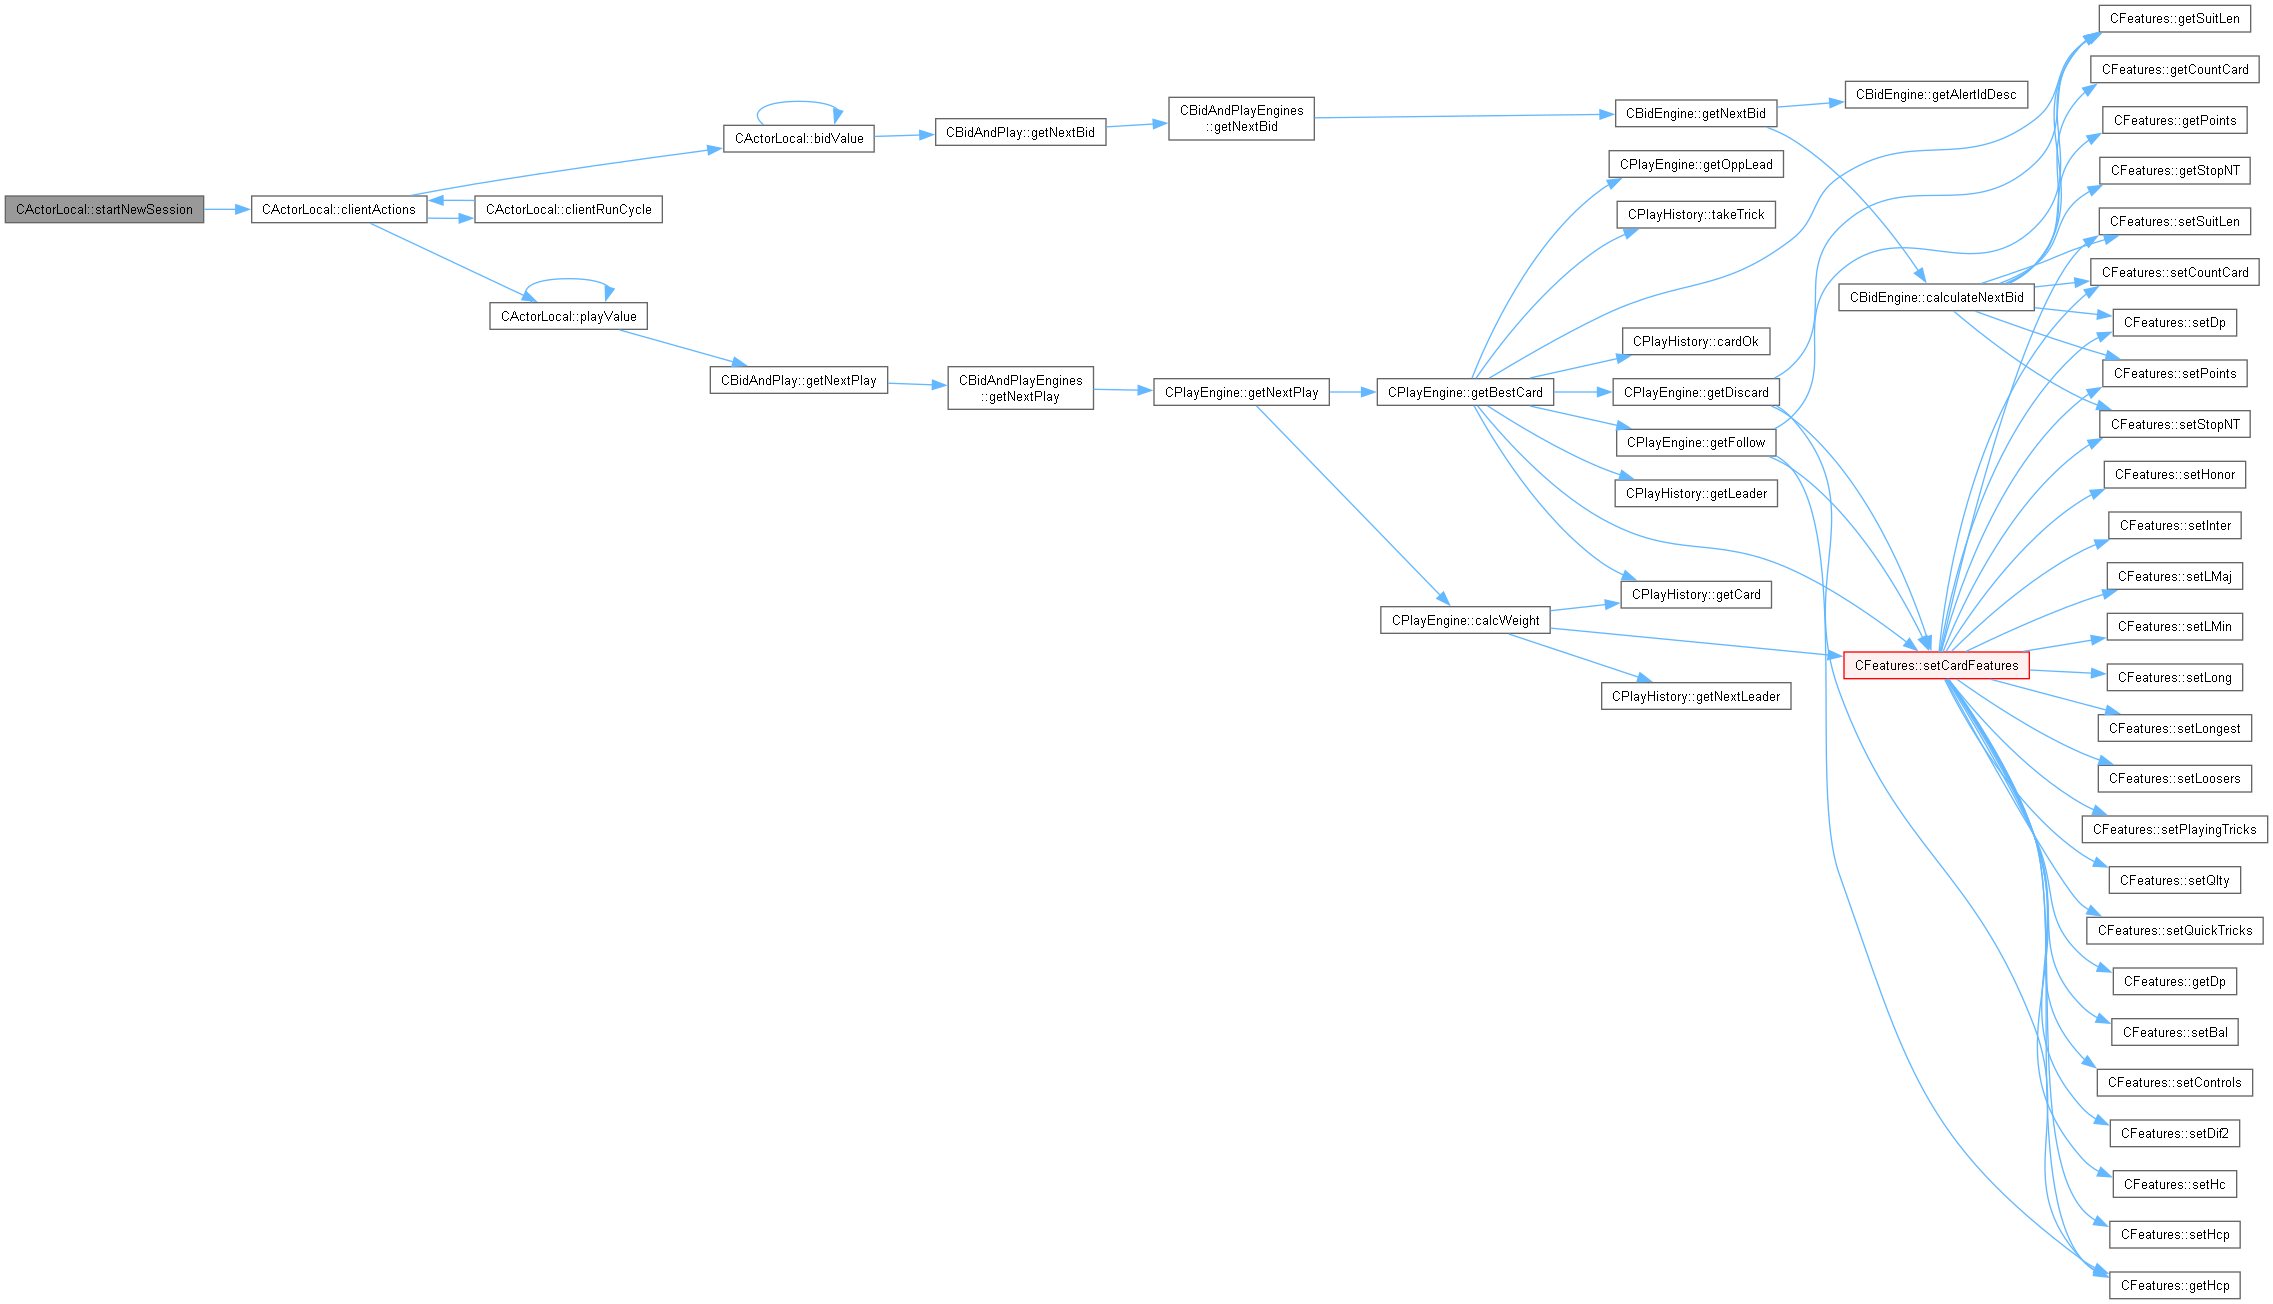 CActorLocal::startNewSession
CActorLocal::clientActions
CActorLocal::bidValue
CActorLocal::clientRunCycle
CActorLocal::playValue
CBidAndPlay::getNextBid
CBidAndPlayEngines
::getNextBid
CBidEngine::getNextBid
CBidEngine::getAlertIdDesc
CBidEngine::calculateNextBid
CBidAndPlay::getNextPlay
CBidAndPlayEngines
::getNextPlay
CPlayEngine::getNextPlay
CPlayEngine::getBestCard
CPlayEngine::calcWeight
CPlayEngine::getOppLead
CPlayHistory::takeTrick
CPlayHistory::cardOk
CPlayEngine::getDiscard
CPlayEngine::getFollow
CPlayHistory::getLeader
CPlayHistory::getCard
CPlayHistory::getNextLeader
CFeatures::setCardFeatures
CFeatures::getSuitLen
CFeatures::getCountCard
CFeatures::getPoints
CFeatures::getStopNT
CFeatures::setSuitLen
CFeatures::setCountCard
CFeatures::setDp
CFeatures::setPoints
CFeatures::setStopNT
CFeatures::setHonor
CFeatures::setInter
CFeatures::setLMaj
CFeatures::setLMin
CFeatures::setLong
CFeatures::setLongest
CFeatures::setLoosers
CFeatures::setPlayingTricks
CFeatures::setQlty
CFeatures::setQuickTricks
CFeatures::getDp
CFeatures::setBal
CFeatures::setControls
CFeatures::setDif2
CFeatures::setHc
CFeatures::setHcp
CFeatures::getHcp